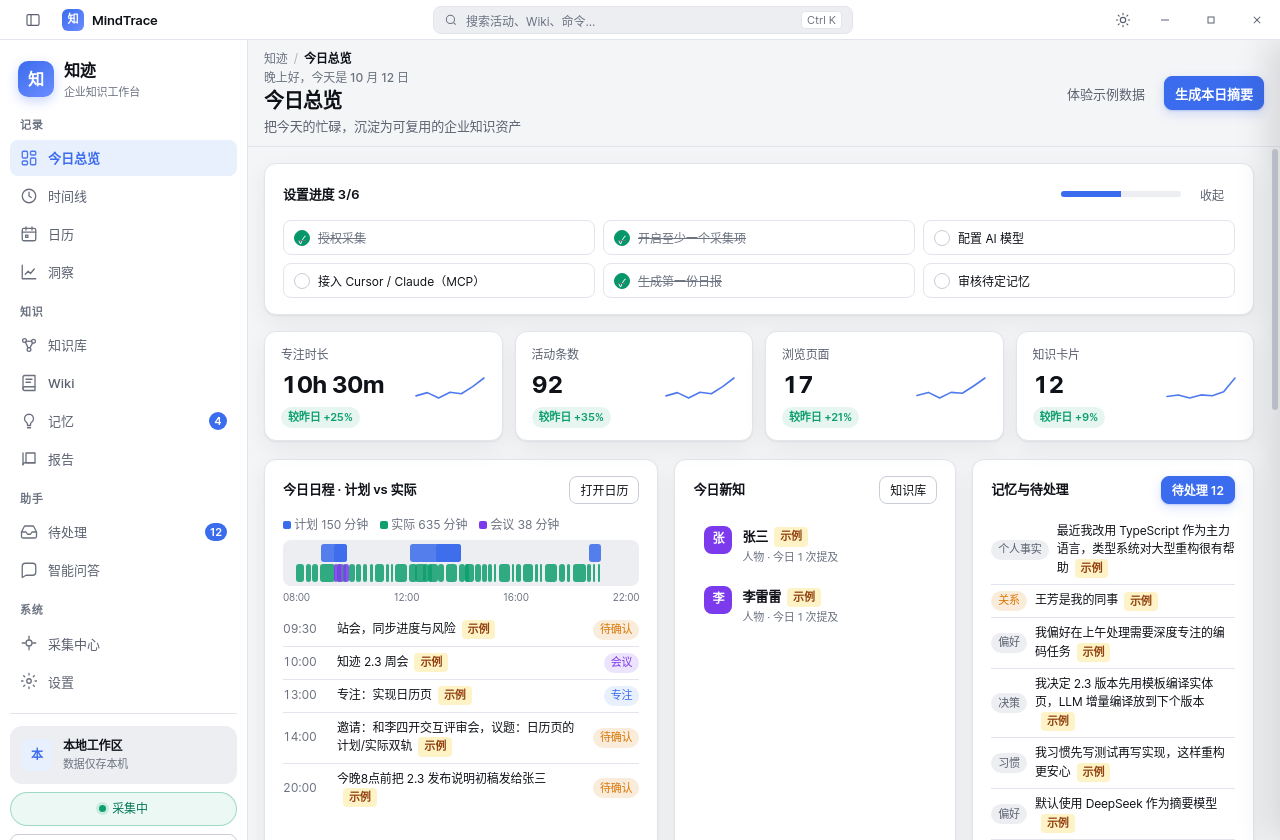 知 MindTrace
搜索活动、Wiki、命令... Ctrl K
知 知迹
企业知识工作台
记录
今日总览
时间线
日历
洞察
知识
知识库
Wiki
记忆 4
报告
助手
待处理 12
智能问答
系统
采集中心
设置
本 本地工作区
数据仅存本机
采集中
知迹 / 今日总览
晚上好，今天是 10 月 12 日
今日总览
把今天的忙碌，沉淀为可复用的企业知识资产
体验示例数据 生成本日摘要
设置进度 3/6 收起
授权采集 开启至少一个采集项 配置 AI 模型
接入 Cursor / Claude（MCP） 生成第一份日报 审核待定记忆
专注时长
10h 30m
较昨日 +25%
活动条数
92
较昨日 +35%
浏览页面
17
较昨日 +21%
知识卡片
12
较昨日 +9%
今日日程 · 计划 vs 实际 打开日历
计划 150 分钟 实际 635 分钟 会议 38 分钟
08:00 12:00 16:00 22:00
09:30 站会，同步进度与风险 示例 待确认
10:00 知迹 2.3 周会 示例 会议
13:00 专注：实现日历页 示例 专注
14:00 邀请：和李四开交互评审会，议题：日历页的
计划/实际双轨 示例 待确认
20:00 今晚8点前把 2.3 发布说明初稿发给张三
示例 待确认
今日新知 知识库
张 张三 示例
人物 · 今日 1 次提及
李 李雷雷 示例
人物 · 今日 1 次提及
记忆与待处理 待处理 12
个人事实 最近我改用 TypeScript 作为主力
语言，类型系统对大型重构很有帮
助 示例
关系 王芳是我的同事 示例
偏好 我偏好在上午处理需要深度专注的编
码任务 示例
决策 我决定 2.3 版本先用模板编译实体
页，LLM 增量编译放到下个版本
示例
习惯 我习惯先写测试再写实现，这样重构
更安心 示例
偏好 默认使用 DeepSeek 作为摘要模型
示例